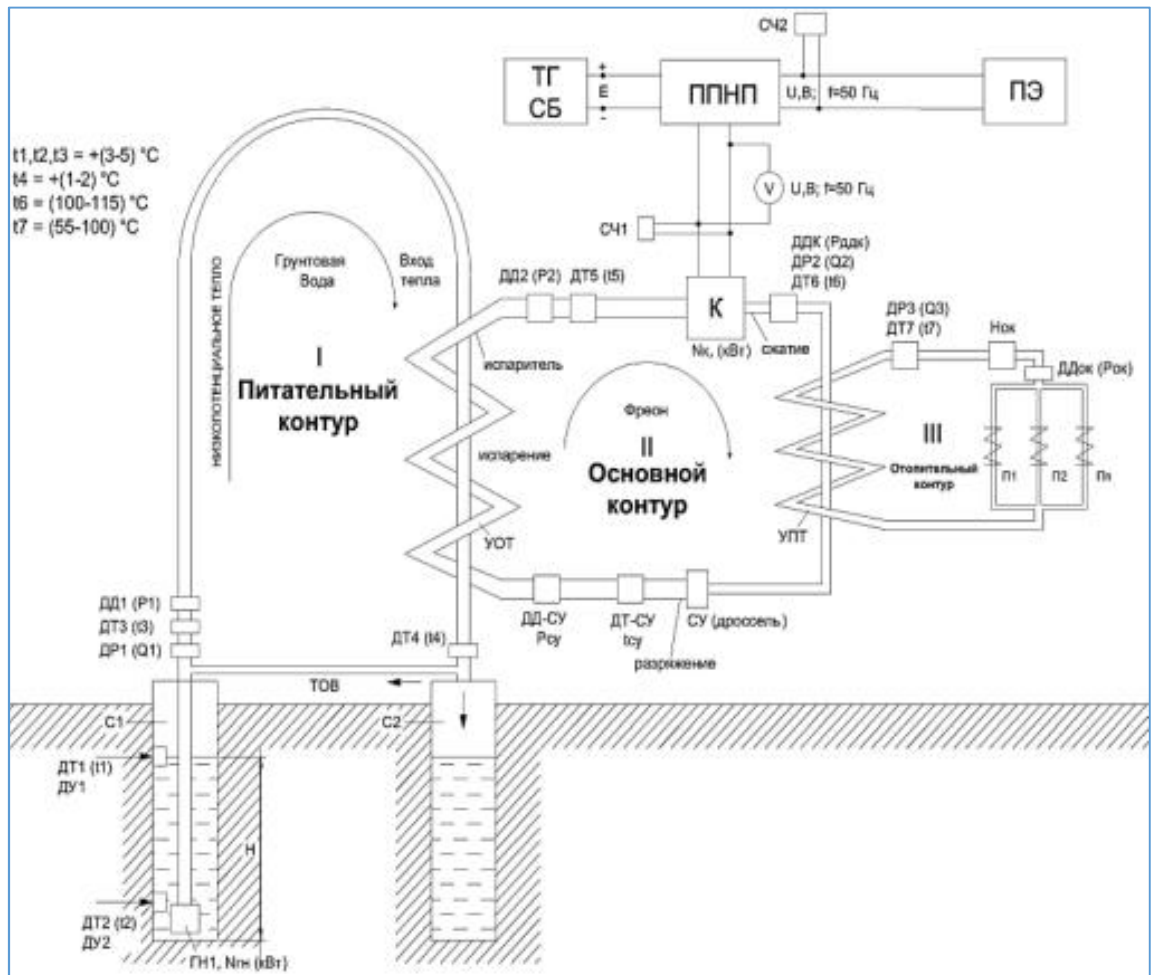 СЧ2
ТГ
СБ
+
E
-
ППНП
U,В; f=50 Гц
ПЭ
t1,t2,t3 = +(3-5) °C
t4 = +(1-2) °C
t6 = (100-115) °C
t7 = (55-100) °C
V
U,В; f=50 Гц
СЧ1
НИЗКОПОТЕНЦИАЛЬНОЕ ТЕПЛО
Грунтовая
Вода
Вход
тепла
I
Питательный
контур
ДД2 (P2)
ДТ5 (t5)
К
Nк, (кВт)
ДДК (Рддк)
ДР2 (Q2)
ДТ6 (t6)
сжатие
ДР3 (Q3)
ДТ7 (t7)
Нок
ДДок (Рок)
испаритель
испарение
УОТ
Фреон
II
Основной
контур
III
Отопительный
контур
П1
П2
Пn
УПТ
ДД1 (P1)
ДТ3 (t3)
ДР1 (Q1)
ДТ4 (t4)
ДД-СУ
Рсу
ДТ-СУ
tсу
СУ (дроссель)
разряжение
ТОВ
С1
С2
ДТ1 (t1)
ДУ1
Н
ДТ2 (t2)
ДУ2
ГН1, Nгн (кВт)